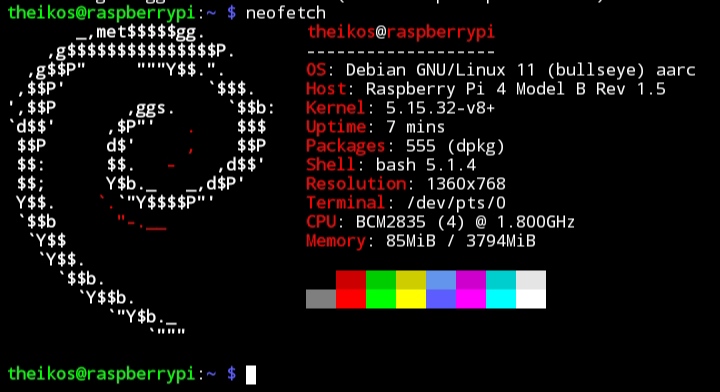 theikos@raspberrypi:~ $ neofetch
       _,met$$$$$gg.
    ,g$$$$$$$$$$$$$$$P.
  ,g$$P"     """Y$$.".
 ,$$P'              `$$$.
',$$P       ,ggs.     `$$b:
`d$$'     ,$P"'   .    $$$
 $$P      d$'     ,    $$P
 $$:      $$.   -    ,d$$'
 $$;      Y$b._   _,d$P'
 Y$$.    `.`"Y$$$$P"'
 `$$b      "-.__
  `Y$$
   `Y$$.
     `$$b.
       `Y$$b.
          `"Y$b._
              `"""
theikos@raspberrypi
-------------------
OS: Debian GNU/Linux 11 (bullseye) aarc
Host: Raspberry Pi 4 Model B Rev 1.5
Kernel: 5.15.32-v8+
Uptime: 7 mins
Packages: 555 (dpkg)
Shell: bash 5.1.4
Resolution: 1360x768
Terminal: /dev/pts/0
CPU: BCM2835 (4) @ 1.800GHz
Memory: 85MiB / 3794MiB
theikos@raspberrypi:~ $